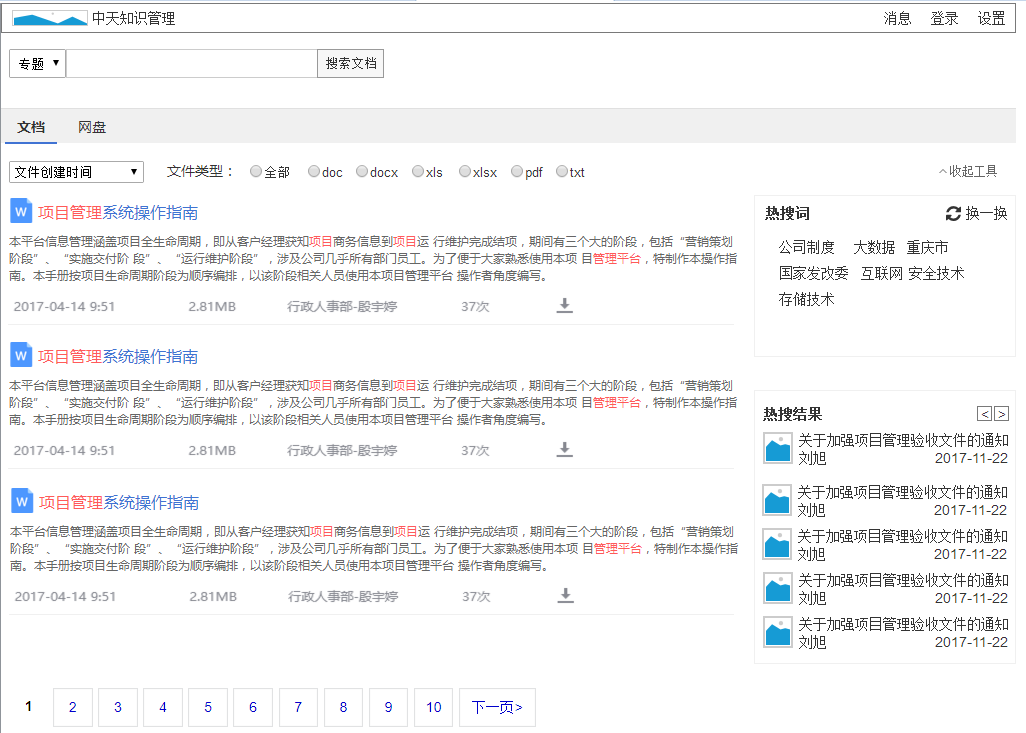 中天知识管理 消息 登录 设置
专题 搜索文档
文档 网盘
文件创建时间 文件类型： 全部 doc docx xls xlsx pdf txt 收起工具
W 项目管理系统操作指南
本平台信息管理涵盖项目全生命周期，即从客户经理获知项目商务信息到项目运 行维护完成结项，期间有三个大的阶段，包括“营销策划
阶段”、“实施交付阶 段”、“运行维护阶段”，涉及公司几乎所有部门员工。为了便于大家熟悉使用本项 目管理平台，特制作本操作指
南。本手册按项目生命周期阶段为顺序编排，以该阶段相关人员使用本项目管理平台 操作者角度编写。
2017-04-14 9:51 2.81MB 行政人事部-殷宇婷 37次
W 项目管理系统操作指南
本平台信息管理涵盖项目全生命周期，即从客户经理获知项目商务信息到项目运 行维护完成结项，期间有三个大的阶段，包括“营销策划
阶段”、“实施交付阶 段”、“运行维护阶段”，涉及公司几乎所有部门员工。为了便于大家熟悉使用本项 目管理平台，特制作本操作指
南。本手册按项目生命周期阶段为顺序编排，以该阶段相关人员使用本项目管理平台 操作者角度编写。
2017-04-14 9:51 2.81MB 行政人事部-殷宇婷 37次
W 项目管理系统操作指南
本平台信息管理涵盖项目全生命周期，即从客户经理获知项目商务信息到项目运 行维护完成结项，期间有三个大的阶段，包括“营销策划
阶段”、“实施交付阶 段”、“运行维护阶段”，涉及公司几乎所有部门员工。为了便于大家熟悉使用本项 目管理平台，特制作本操作指
南。本手册按项目生命周期阶段为顺序编排，以该阶段相关人员使用本项目管理平台 操作者角度编写。
2017-04-14 9:51 2.81MB 行政人事部-殷宇婷 37次
热搜词 换一换
公司制度 大数据 重庆市
国家发改委 互联网 安全技术
存储技术
热搜结果 < >
关于加强项目管理验收文件的通知
刘旭 2017-11-22
关于加强项目管理验收文件的通知
刘旭 2017-11-22
关于加强项目管理验收文件的通知
刘旭 2017-11-22
关于加强项目管理验收文件的通知
刘旭 2017-11-22
关于加强项目管理验收文件的通知
刘旭 2017-11-22
1 2 3 4 5 6 7 8 9 10 下一页>